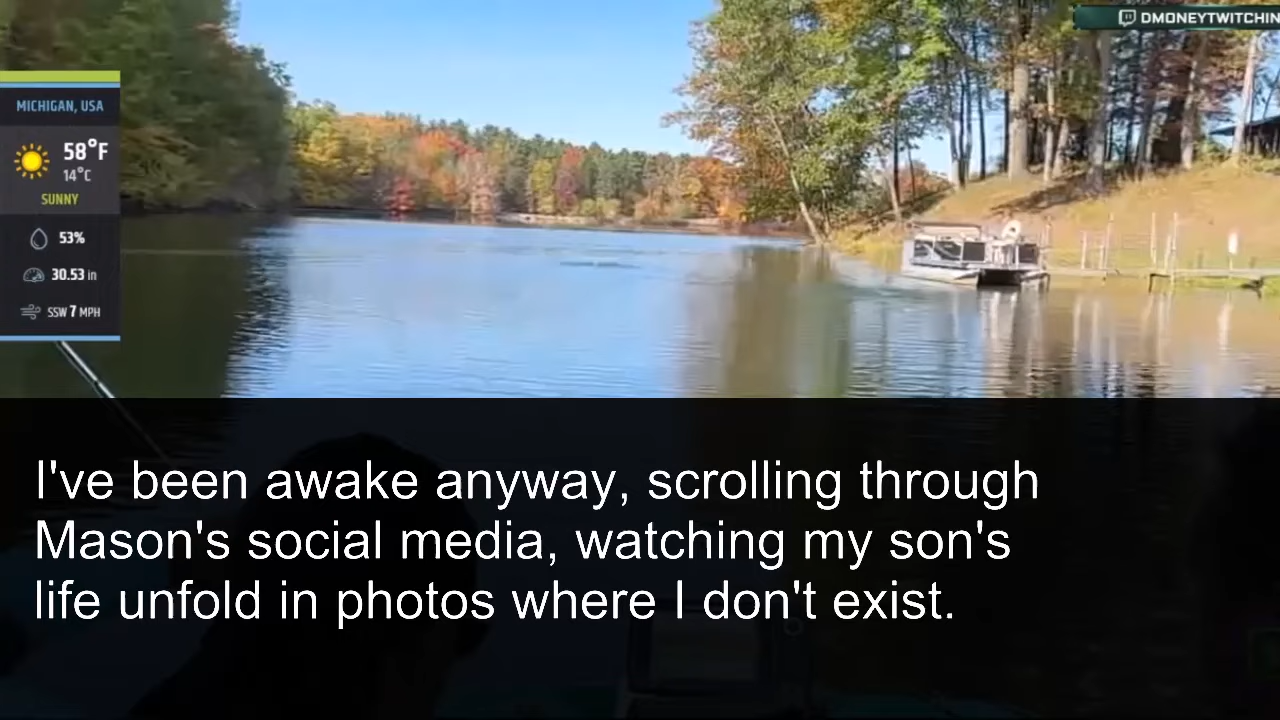 DMONEYTWITCHIN
MICHIGAN, USA
58°F
14°C
SUNNY
53%
30.53 in
SSW 7 MPH
I've been awake anyway, scrolling through
Mason's social media, watching my son's
life unfold in photos where I don't exist.